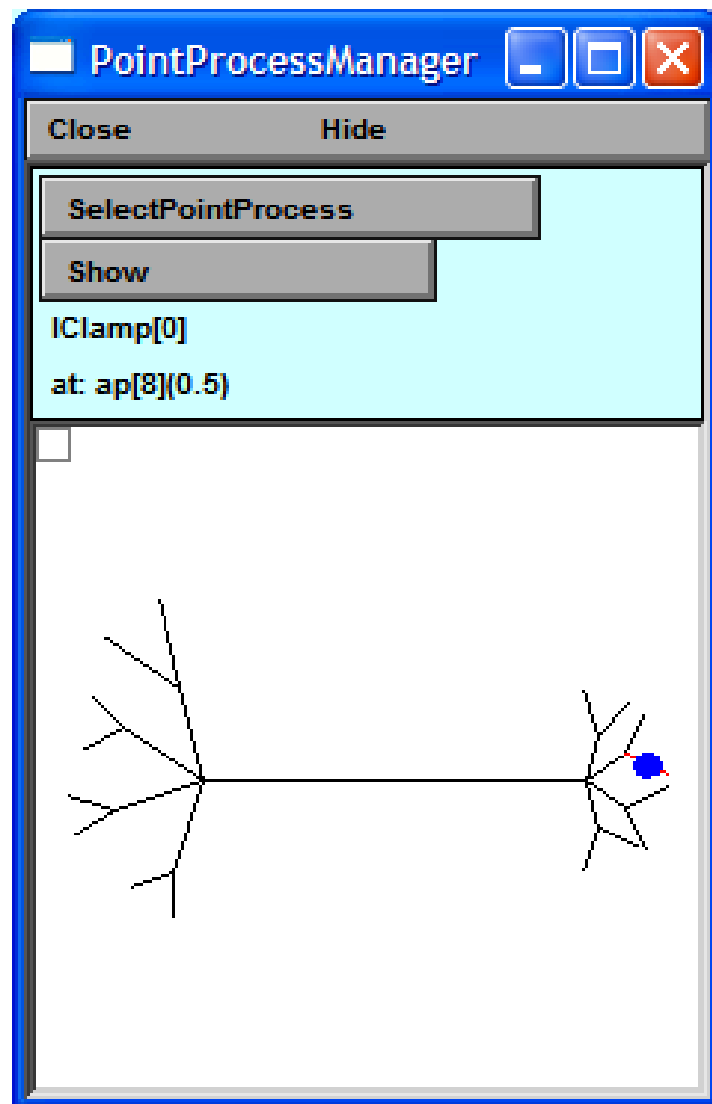 PointProcessManager
Close Hide
SelectPointProcess
Show
IClamp[0]
at: ap[8](0.5)